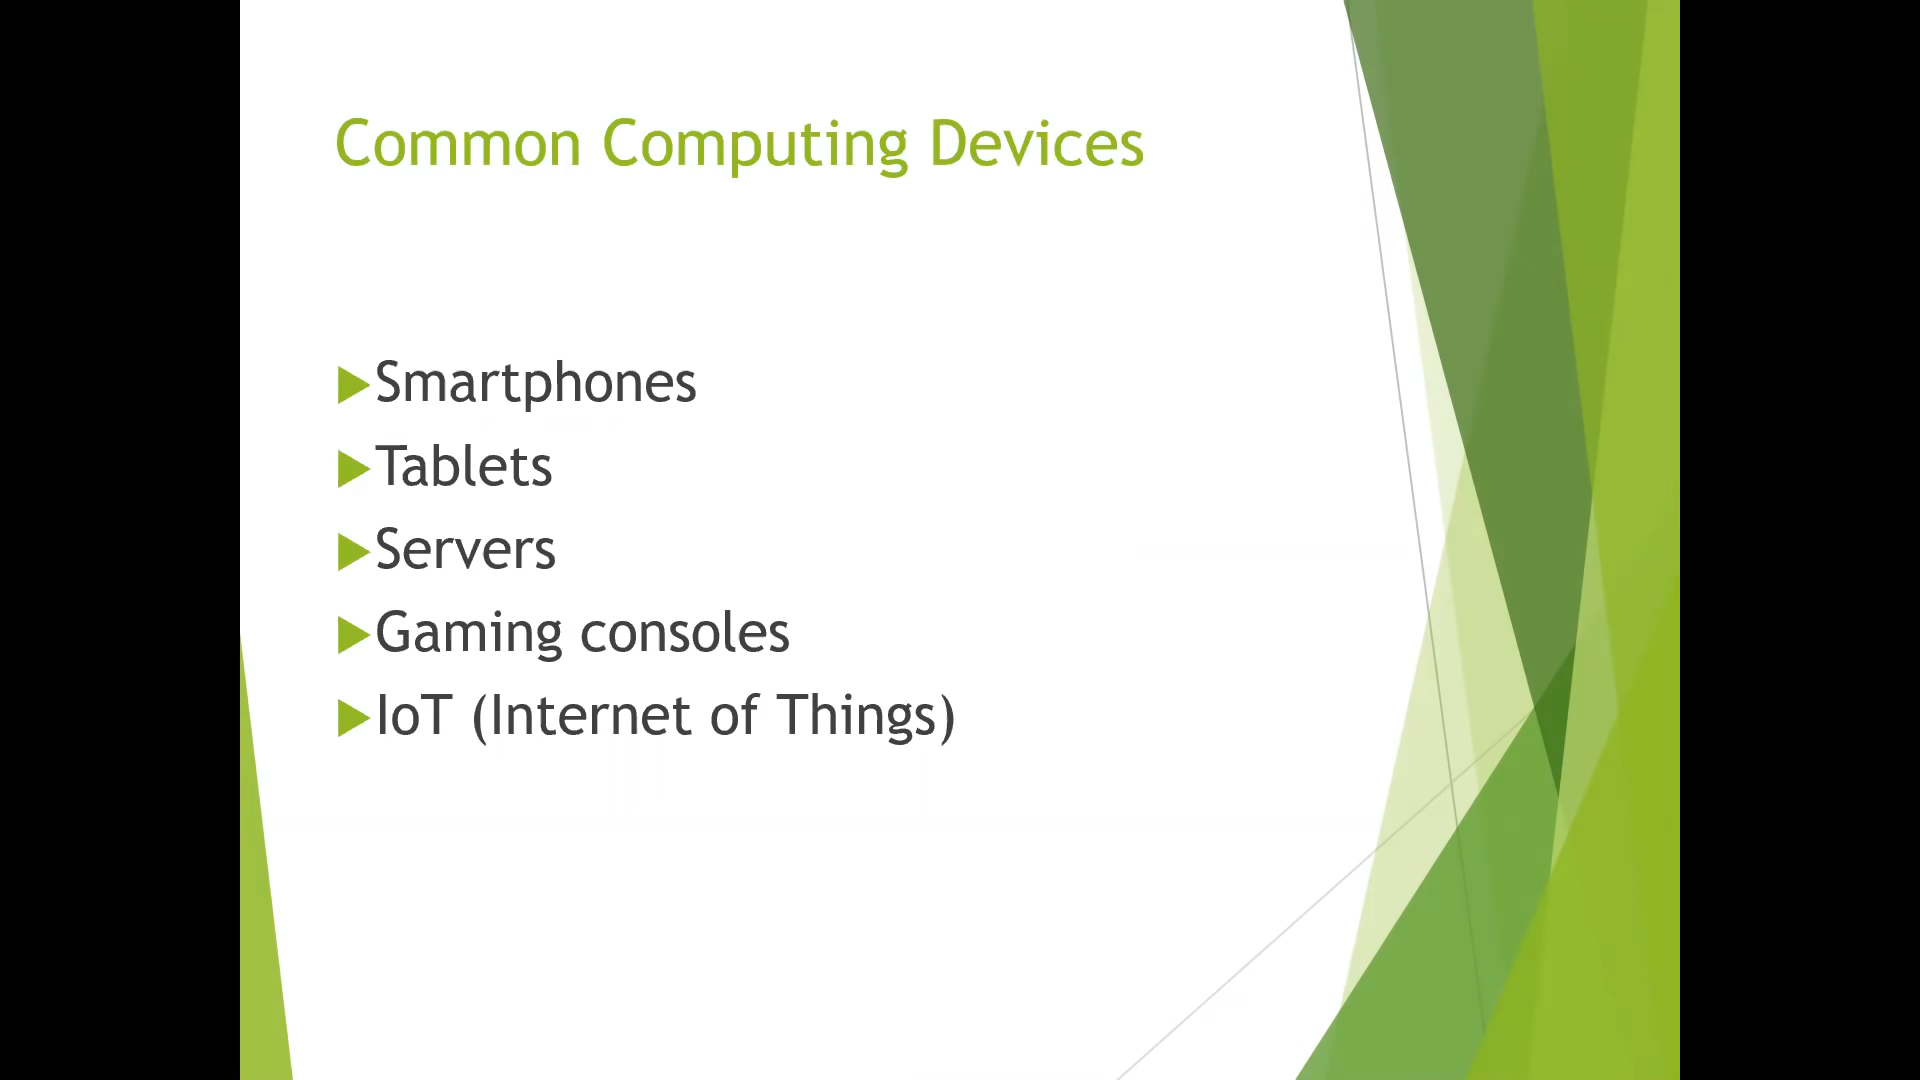 Common Computing Devices
Smartphones
Tablets
Servers
Gaming consoles
IoT (Internet of Things)